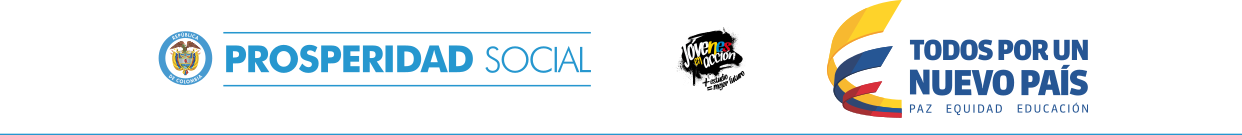 REPÚBLICA
DE COLOMBIA
PROSPERIDAD SOCIAL
jóvenes
en acción
+ estudio
= mejor futuro
TODOS POR UN
NUEVO PAÍS
PAZ EQUIDAD EDUCACIÓN